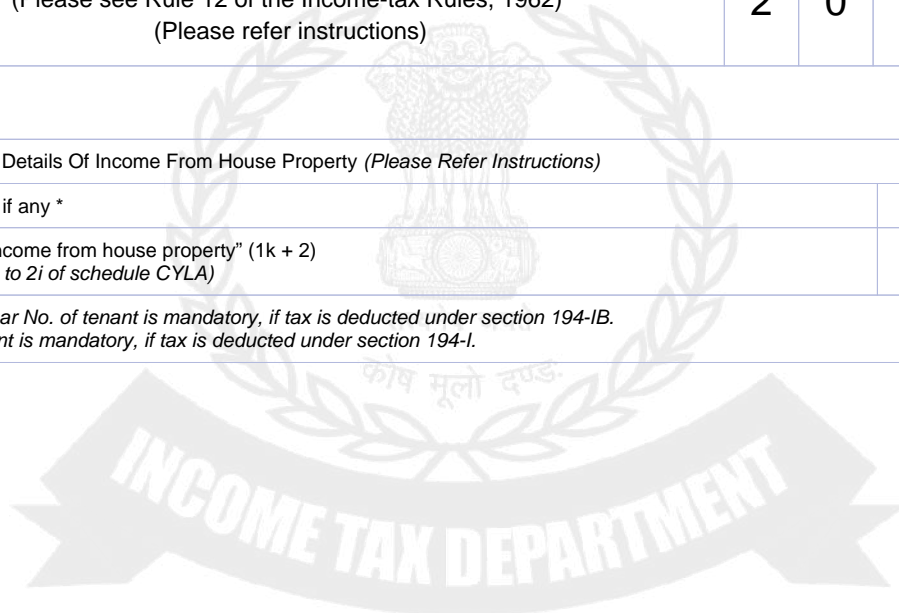 (Please see Rule 12 of the Income-tax Rules, 1962)
(Please refer instructions)
2 0
Details Of Income From House Property (Please Refer Instructions)
if any *
ncome from house property” (1k + 2)
to 2i of schedule CYLA)
ar No. of tenant is mandatory, if tax is deducted under section 194-IB.
nt is mandatory, if tax is deducted under section 194-I.
कोष मूलो दण्डः
INCOME TAX DEPARTMENT